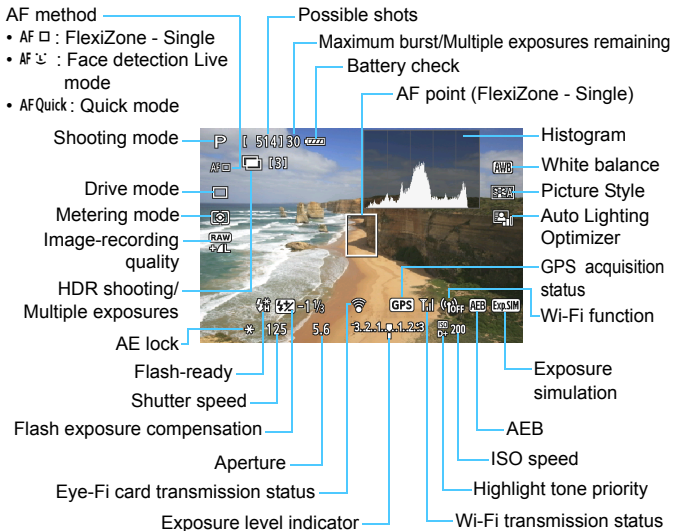 AF method
• AF □ : FlexiZone - Single
• AF : Face detection Live
mode
• AFQuick : Quick mode
Possible shots
Maximum burst/Multiple exposures remaining
Battery check
AF point (FlexiZone - Single)
Shooting mode
Drive mode
Metering mode
Image-recording
quality
HDR shooting/
Multiple exposures
AE lock
Flash-ready
Shutter speed
Flash exposure compensation
Aperture
Eye-Fi card transmission status
Exposure level indicator
P [ 514] 30
AF □ [3]
RAW
+L
-1 1/3
* 125 5.6 -3..2..1..▮..1..2..+3 ISO D+ 200
GPS OFF AEB Exp.SIM
AWB
A
Histogram
White balance
Picture Style
Auto Lighting
Optimizer
GPS acquisition
status
Wi-Fi function
Exposure
simulation
AEB
ISO speed
Highlight tone priority
Wi-Fi transmission status